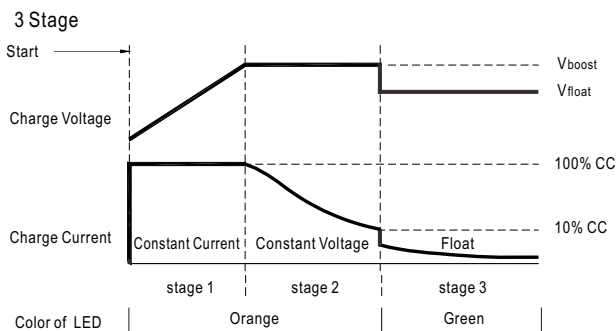 3 Stage
Start
Vboost
Vfloat
Charge Voltage
100% CC
10% CC
Charge Current
Constant Current
Constant Voltage
Float
stage 1
stage 2
stage 3
Color of LED
Orange
Green